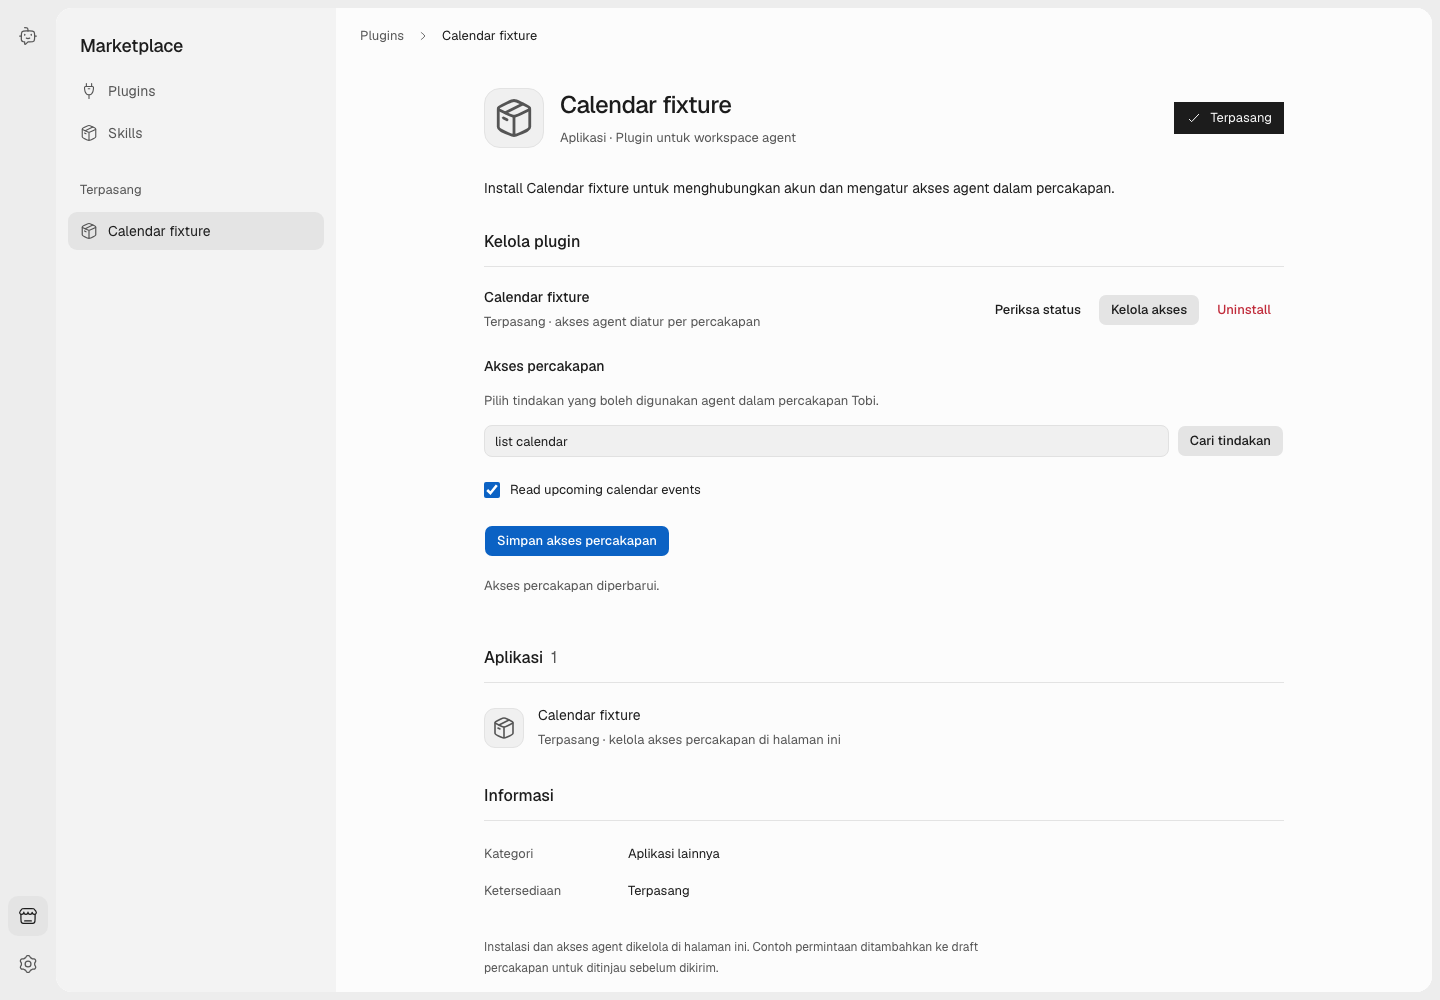 Marketplace
Plugins
Skills
Terpasang
Calendar fixture
Plugins
Calendar fixture
Calendar fixture
Aplikasi · Plugin untuk workspace agent
Terpasang
Install Calendar fixture untuk menghubungkan akun dan mengatur akses agent dalam percakapan.
Kelola plugin
Calendar fixture
Terpasang · akses agent diatur per percakapan
Periksa status
Kelola akses
Uninstall
Akses percakapan
Pilih tindakan yang boleh digunakan agent dalam percakapan Tobi.
list calendar
Cari tindakan
Read upcoming calendar events
Simpan akses percakapan
Akses percakapan diperbarui.
Aplikasi 1
Calendar fixture
Terpasang · kelola akses percakapan di halaman ini
Informasi
Kategori Aplikasi lainnya
Ketersediaan Terpasang
Instalasi dan akses agent dikelola di halaman ini. Contoh permintaan ditambahkan ke draft
percakapan untuk ditinjau sebelum dikirim.